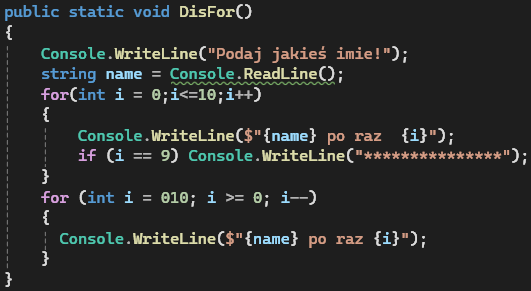 public static void DisFor()
{
Console.WriteLine("Podaj jakieś imie!");
string name = Console.ReadLine();
for(int i = 0;i<=10;i++)
{
Console.WriteLine($"{name} po raz  {i}");
if (i == 9) Console.WriteLine("***************");
}
for (int i = 010; i >= 0; i--)
{
Console.WriteLine($"{name} po raz {i}");
}
}